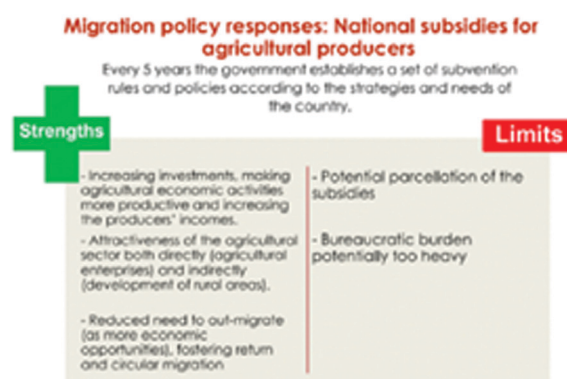 Migration policy responses: National subsidies for
agricultural producers
Every 5 years the government establishes a set of subvention
rules and policies according to the strategies and needs of
the country.
Strengths
Limits
- Increasing investments, making
agricultural economic activities
more productive and increasing
the producers' incomes.
- Attractiveness of the agricultural
sector both directly (agricultural
enterprises) and indirectly
(development of rural areas).
- Reduced need to out-migrate
(as more economic
opportunities), fostering return
and circular migration
- Potential parcellation of the
subsidies
- Bureaucratic burden
potentially too heavy